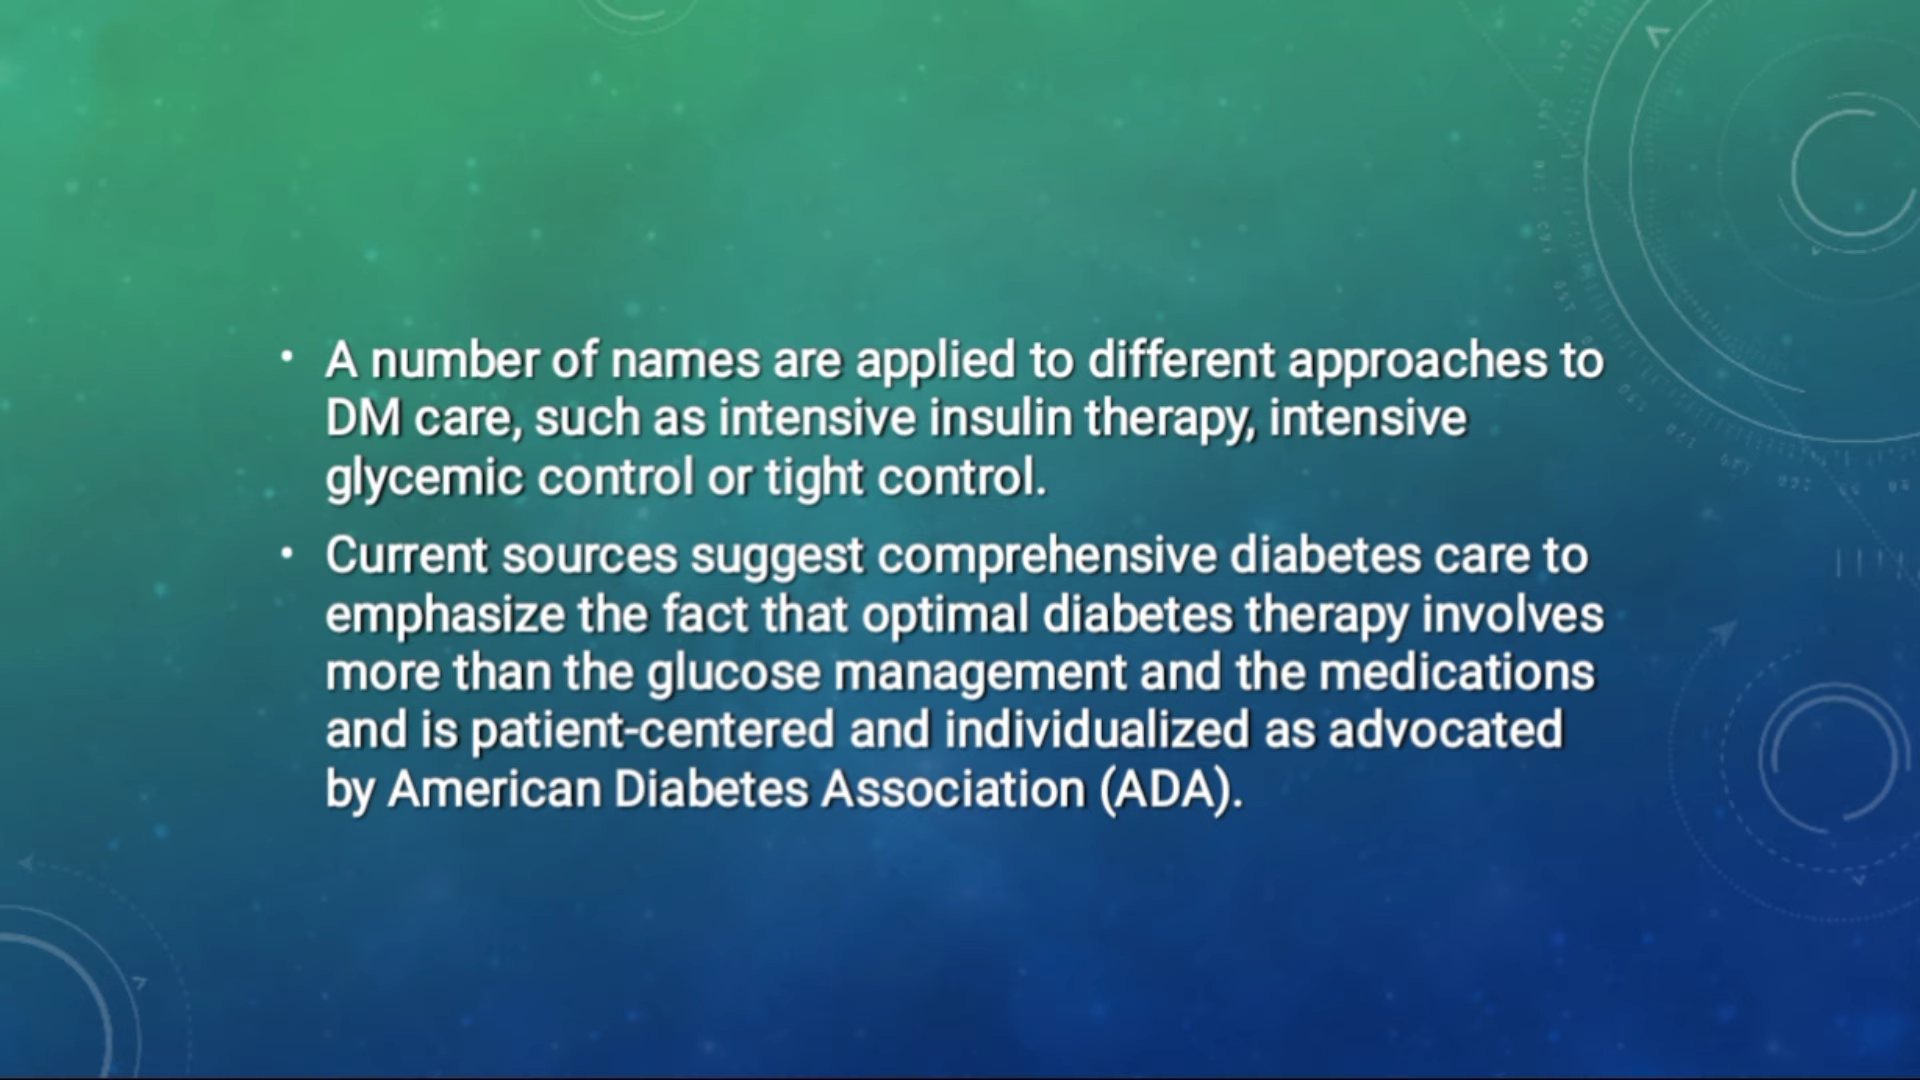 • A number of names are applied to different approaches to
DM care, such as intensive insulin therapy, intensive
glycemic control or tight control.
• Current sources suggest comprehensive diabetes care to
emphasize the fact that optimal diabetes therapy involves
more than the glucose management and the medications
and is patient-centered and individualized as advocated
by American Diabetes Association (ADA).